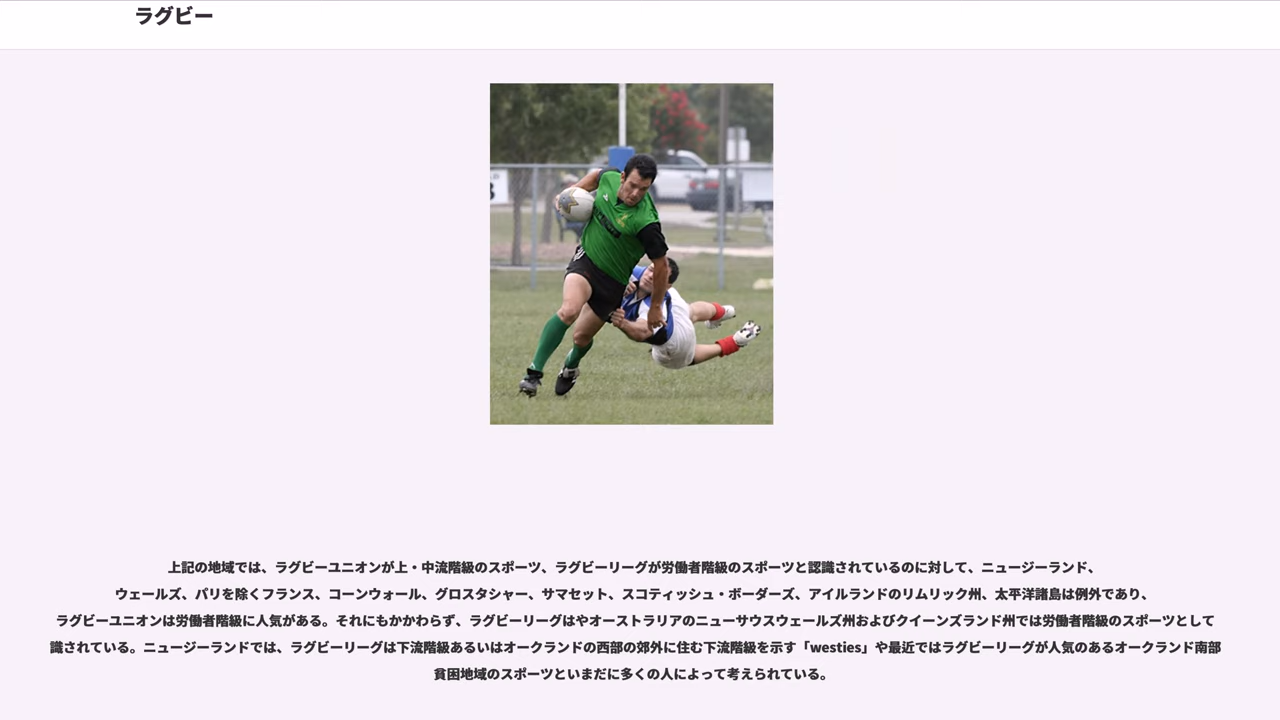 ラグビー
上記の地域では、ラグビーユニオンが上・中流階級のスポーツ、ラグビーリーグが労働者階級のスポーツと認識されているのに対して、ニュージーランド、
ウェールズ、パリを除くフランス、コーンウォール、グロスタシャー、サマセット、スコティッシュ・ボーダーズ、アイルランドのリムリック州、太平洋諸島は例外であり、
ラグビーユニオンは労働者階級に人気がある。それにもかかわらず、ラグビーリーグはやオーストラリアのニューサウスウェールズ州およびクイーンズランド州では労働者階級のスポーツとして
識されている。ニュージーランドでは、ラグビーリーグは下流階級あるいはオークランドの西部の郊外に住む下流階級を示す「westies」や最近ではラグビーリーグが人気のあるオークランド南部
貧困地域のスポーツといまだに多くの人によって考えられている。